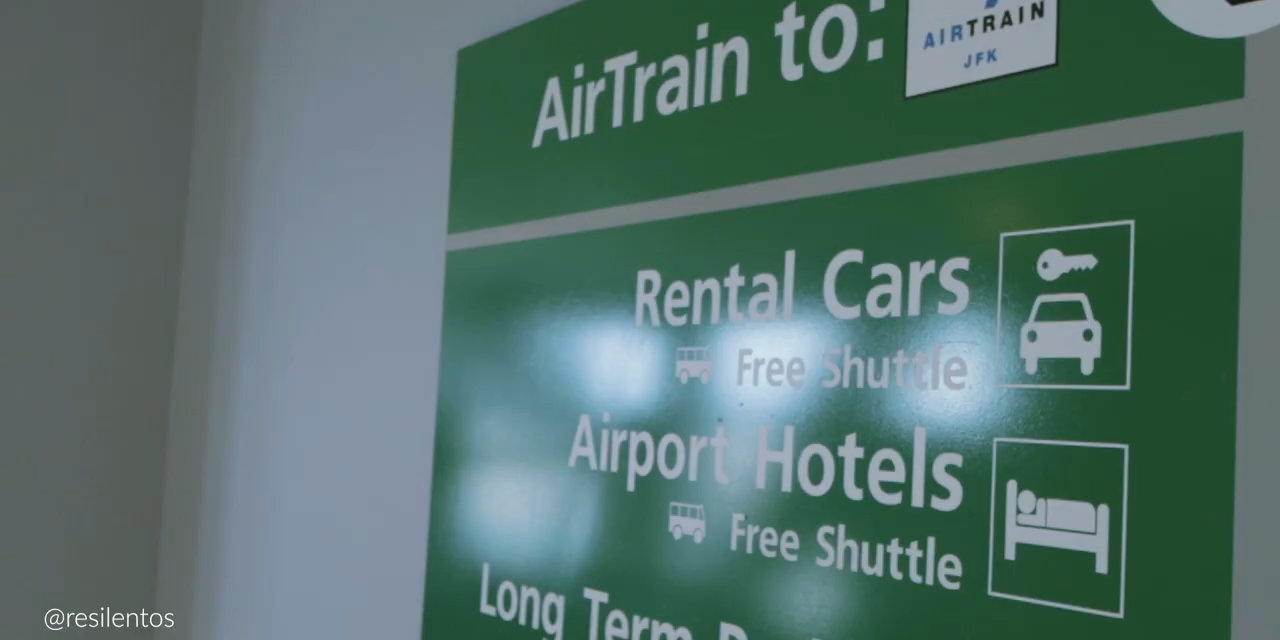 AirTrain to:
AIRTRAIN
JFK
Rental Cars
Free Shuttle
Airport Hotels
Free Shuttle
Long Term
@resilentos